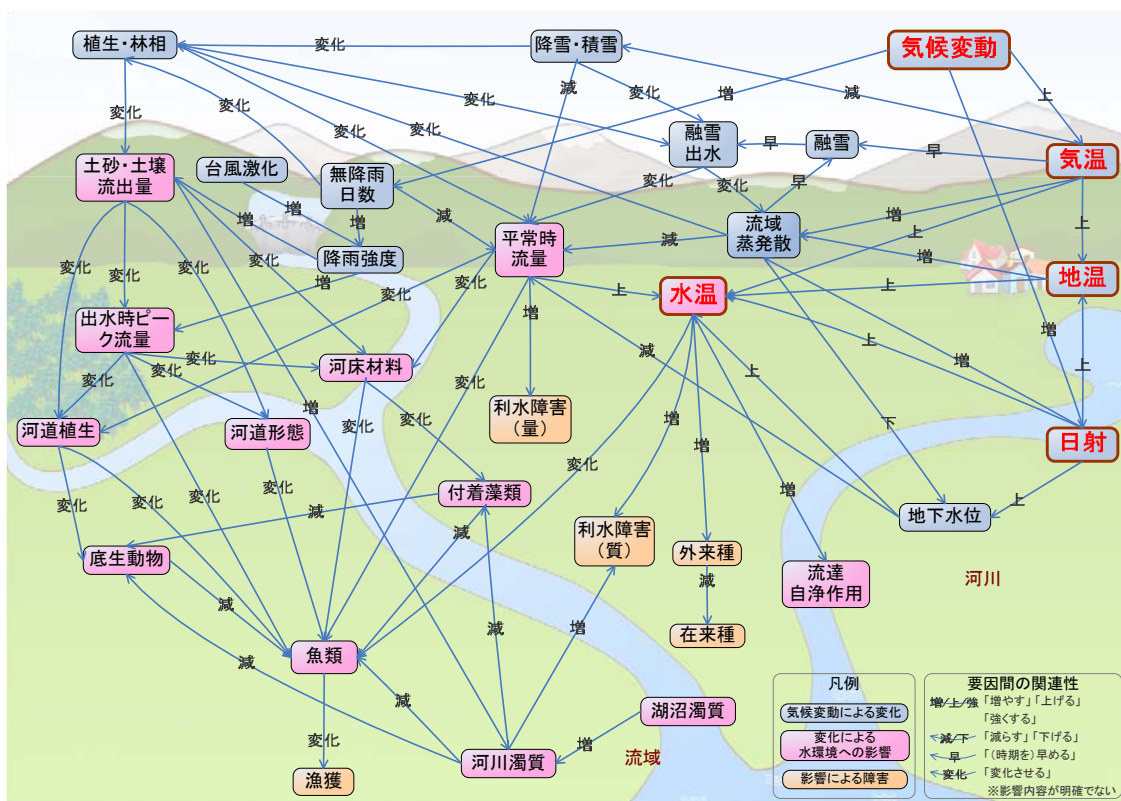 植生・林相
変化
降雪・積雪
気候変動
減
変化
増
減
上
変化
変化
変化
変化
融雪
出水
早
融雪
早
気温
土砂・土壌
流出量
台風激化
無降雨
日数
変化
変化
早
増
増
増
減
平常時
流量
流域
蒸発散
増
上
上
降雨強度
減
増
変化
変化
変化
増
変化
変化
上
水温
上
地温
出水時ピー
ク流量
増
上
増
減
増
上
変化
変化
変化
変化
河床材料
変化
利水障害
(量)
河道植生
河道形態
増
変化
変化
増
増
上
下
日射
変化
変化
変化
変化
付着藻類
減
減
利水障害
(質)
外来種
増
地下水位
上
底生動物
減
流達
自浄作用
河川
減
減
増
在来種
魚類
減
減
湖沼濁質
増
変化
河川濁質
流域
漁獲
凡例
気候変動による変化
変化による
水環境への影響
影響による障害
要因間の関連性
増/上/強 「増やす」「上げる」
「強くする」
減/下 「減らす」「下げる」
早 「(時期を)早める」
変化 「変化させる」
※影響内容が明確でない